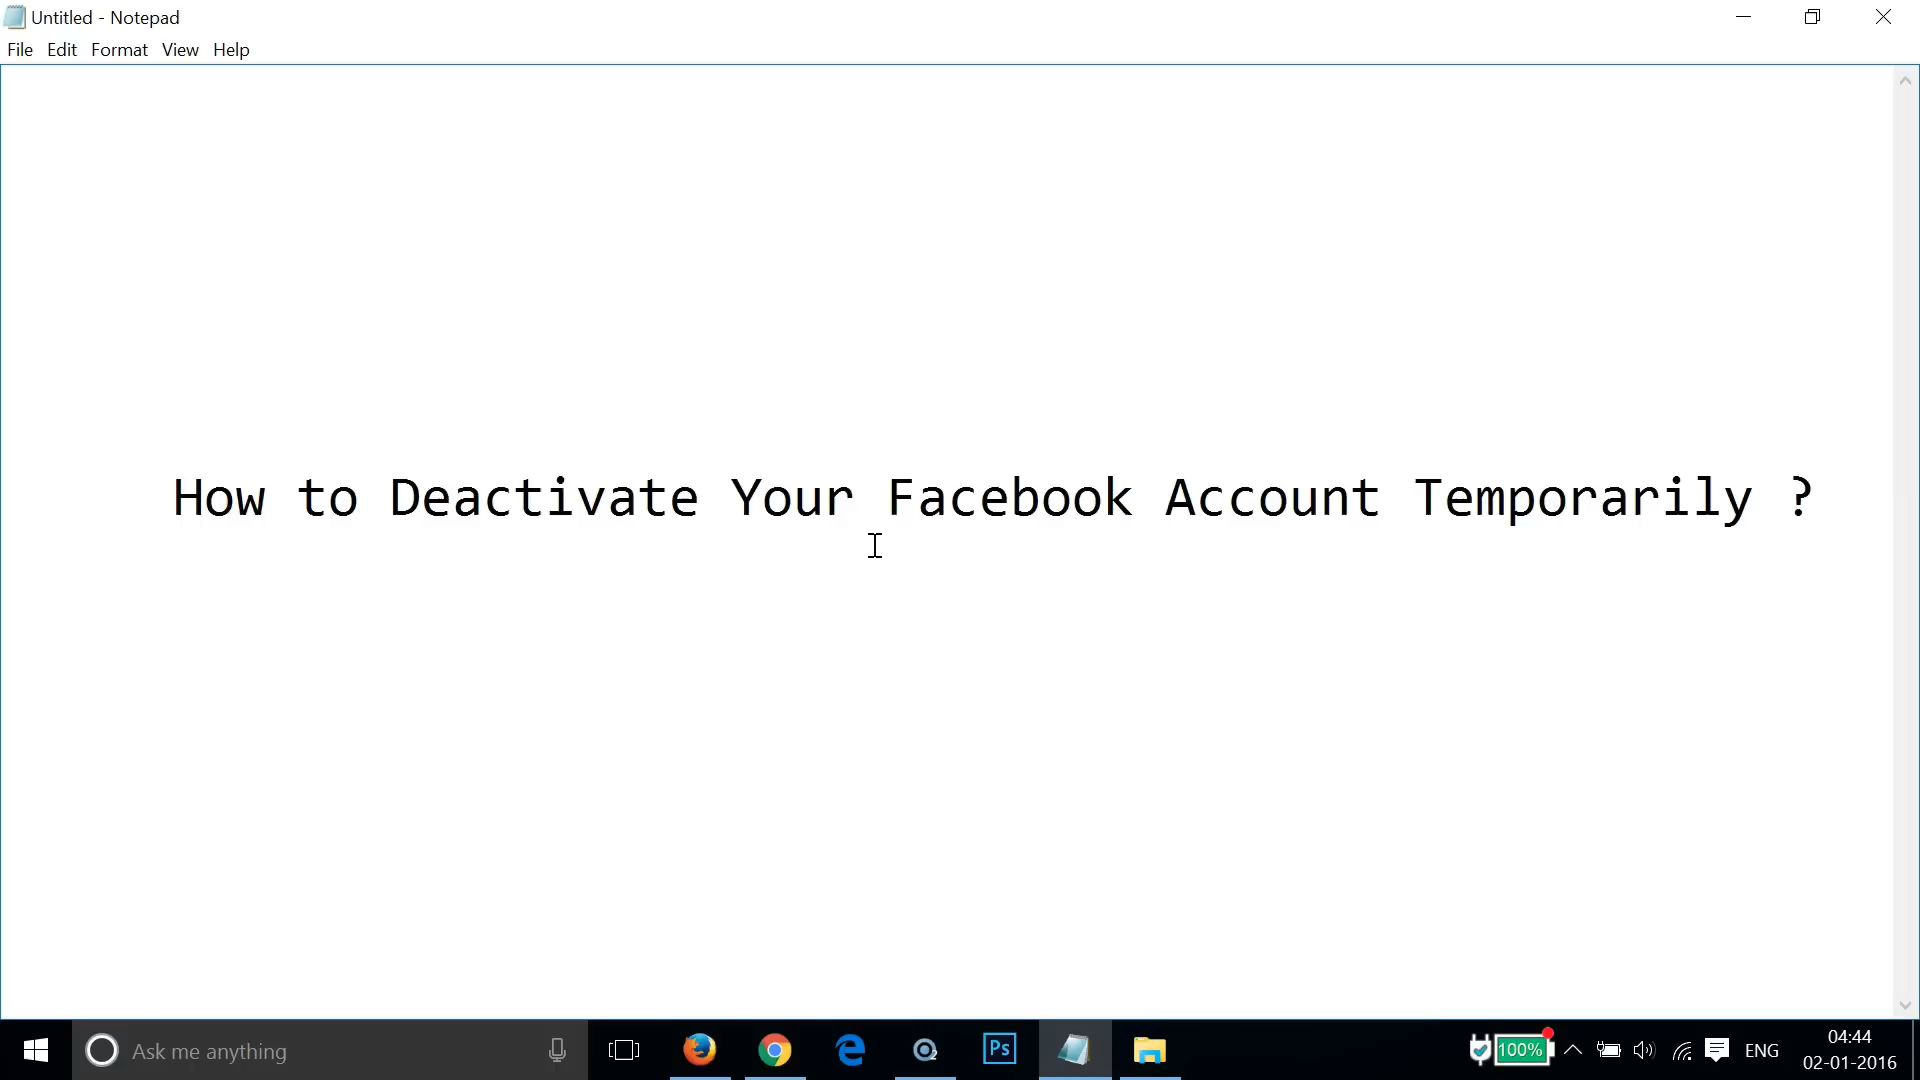 Untitled - Notepad
File Edit Format View Help
How to Deactivate Your Facebook Account Temporarily ?
Ask me anything
Ps
100%
ENG
04:44
02-01-2016